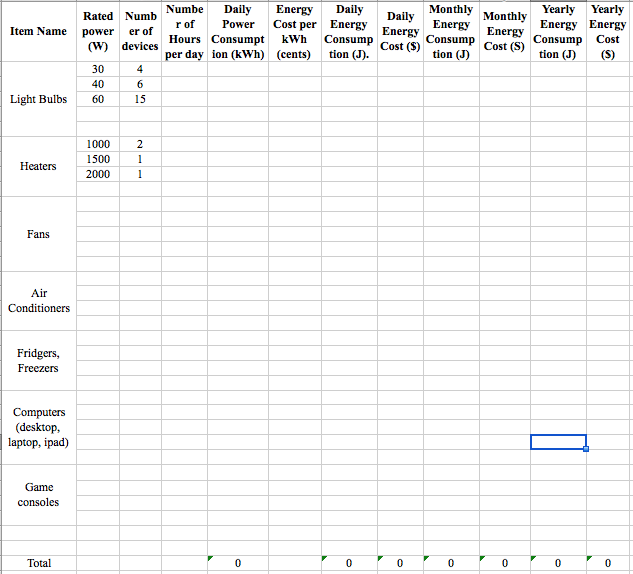 Item Name Rated power (W) Numb er of devices Numbe r of Hours per day Daily Power Consumpt ion (kWh) Energy Cost per kWh (cents) Daily Energy Consump tion (J). Daily Energy Cost ($) Monthly Energy Consump tion (J) Monthly Energy Cost (S) Yearly Energy Consump tion (J) Yearly Energy Cost ($)
30 4
40 6
Light Bulbs 60 15
1000 2
1500 1
Heaters
2000 1
Fans
Air
Conditioners
Fridgers,
Freezers
Computers
(desktop,
laptop, ipad)
Game
consoles
Total 0 0 0 0 0 0 0